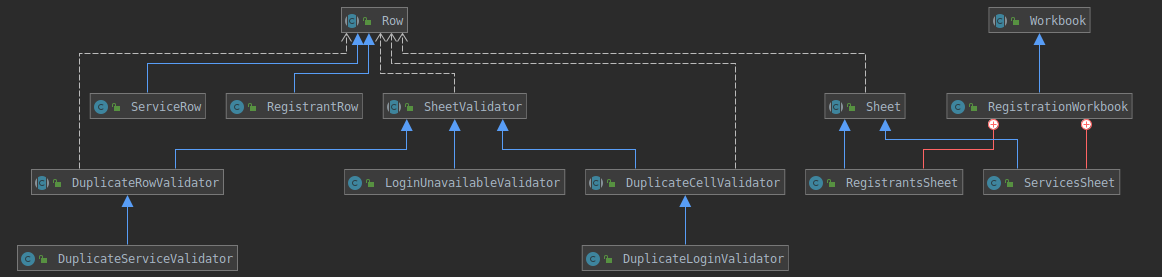 Row
Workbook
ServiceRow
RegistrantRow
SheetValidator
Sheet
RegistrationWorkbook
DuplicateRowValidator
LoginUnavailableValidator
DuplicateCellValidator
RegistrantsSheet
ServicesSheet
DuplicateServiceValidator
DuplicateLoginValidator